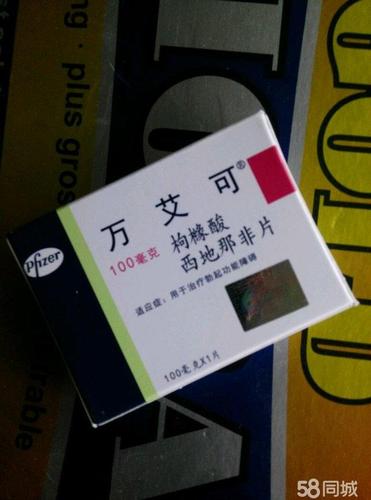 · plus gros
万艾可®
100毫克
枸橼酸
西地那非片
Pfizer
适应症：用于治疗勃起功能障碍
100毫克X1片
58同城